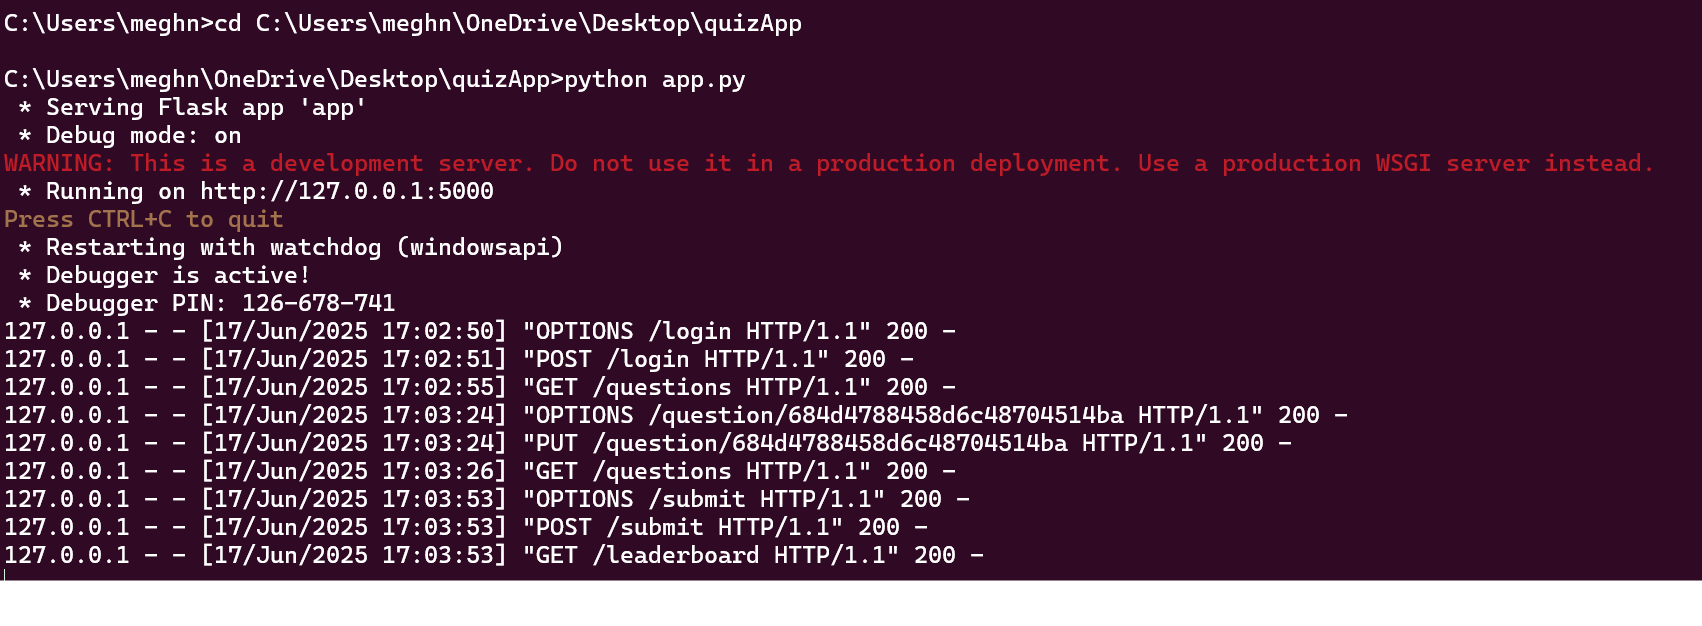 C:\Users\meghn>cd C:\Users\meghn\OneDrive\Desktop\quizApp
C:\Users\meghn\OneDrive\Desktop\quizApp>python app.py
 * Serving Flask app 'app'
 * Debug mode: on
WARNING: This is a development server. Do not use it in a production deployment. Use a production WSGI server instead.
 * Running on http://127.0.0.1:5000
Press CTRL+C to quit
 * Restarting with watchdog (windowsapi)
 * Debugger is active!
 * Debugger PIN: 126-678-741
127.0.0.1 - - [17/Jun/2025 17:02:50] "OPTIONS /login HTTP/1.1" 200 -
127.0.0.1 - - [17/Jun/2025 17:02:51] "POST /login HTTP/1.1" 200 -
127.0.0.1 - - [17/Jun/2025 17:02:55] "GET /questions HTTP/1.1" 200 -
127.0.0.1 - - [17/Jun/2025 17:03:24] "OPTIONS /question/684d4788458d6c48704514ba HTTP/1.1" 200 -
127.0.0.1 - - [17/Jun/2025 17:03:24] "PUT /question/684d4788458d6c48704514ba HTTP/1.1" 200 -
127.0.0.1 - - [17/Jun/2025 17:03:26] "GET /questions HTTP/1.1" 200 -
127.0.0.1 - - [17/Jun/2025 17:03:53] "OPTIONS /submit HTTP/1.1" 200 -
127.0.0.1 - - [17/Jun/2025 17:03:53] "POST /submit HTTP/1.1" 200 -
127.0.0.1 - - [17/Jun/2025 17:03:53] "GET /leaderboard HTTP/1.1" 200 -